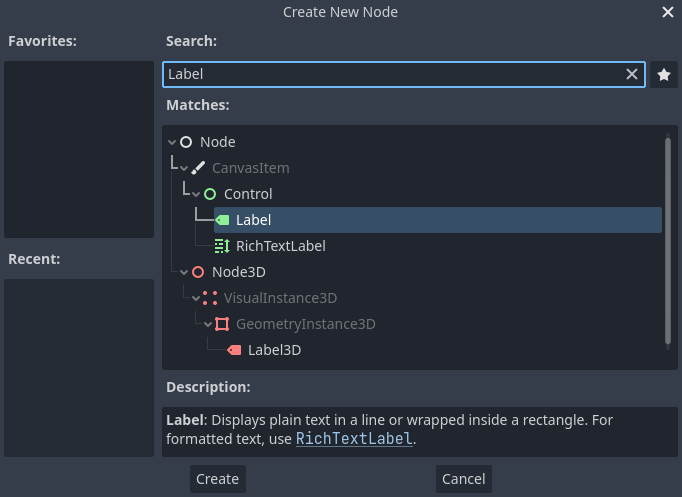 Create New Node
Favorites:
Search:
Label
Matches:
Node
CanvasItem
Control
Label
RichTextLabel
Node3D
VisualInstance3D
GeometryInstance3D
Label3D
Recent:
Description:
Label: Displays plain text in a line or wrapped inside a rectangle. For
formatted text, use RichTextLabel.
Create
Cancel